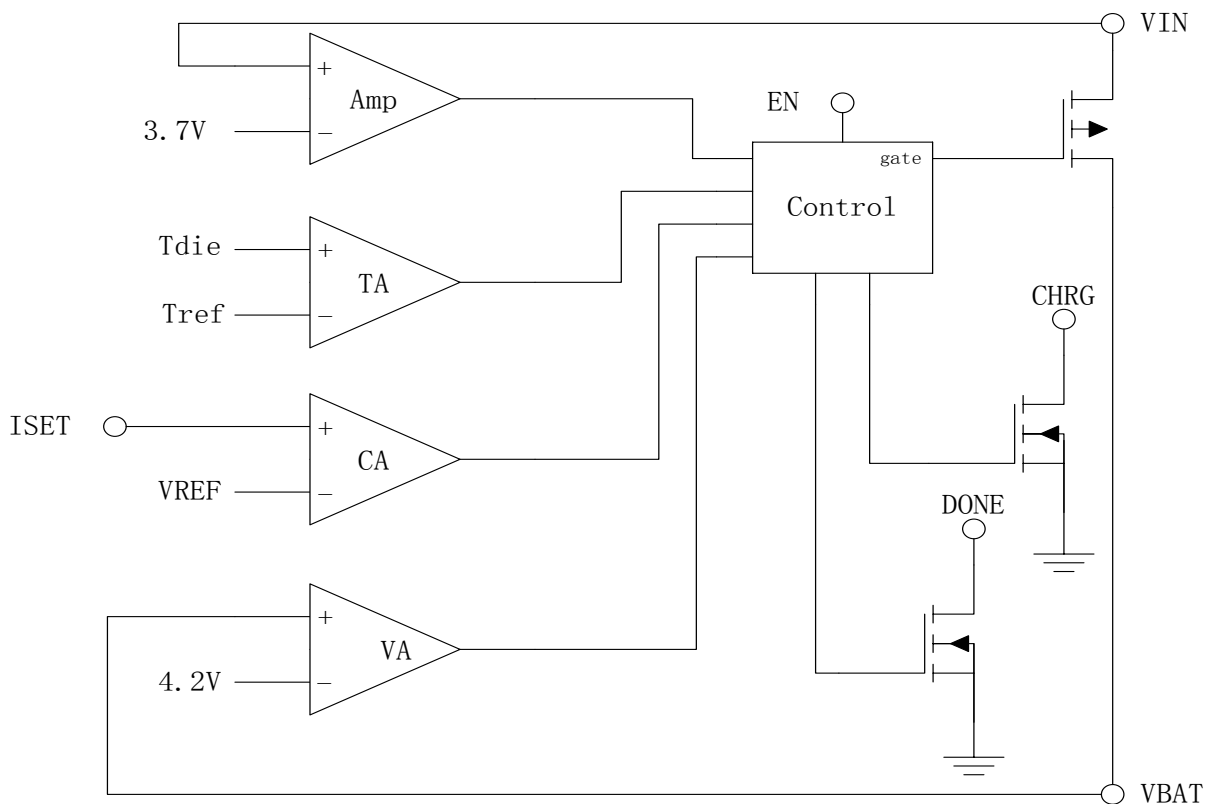 VIN
+
Amp
3.7V
−
EN
gate
Control
Tdie
+
TA
Tref
−
CHRG
ISET
+
CA
VREF
−
DONE
+
VA
4.2V
−
VBAT